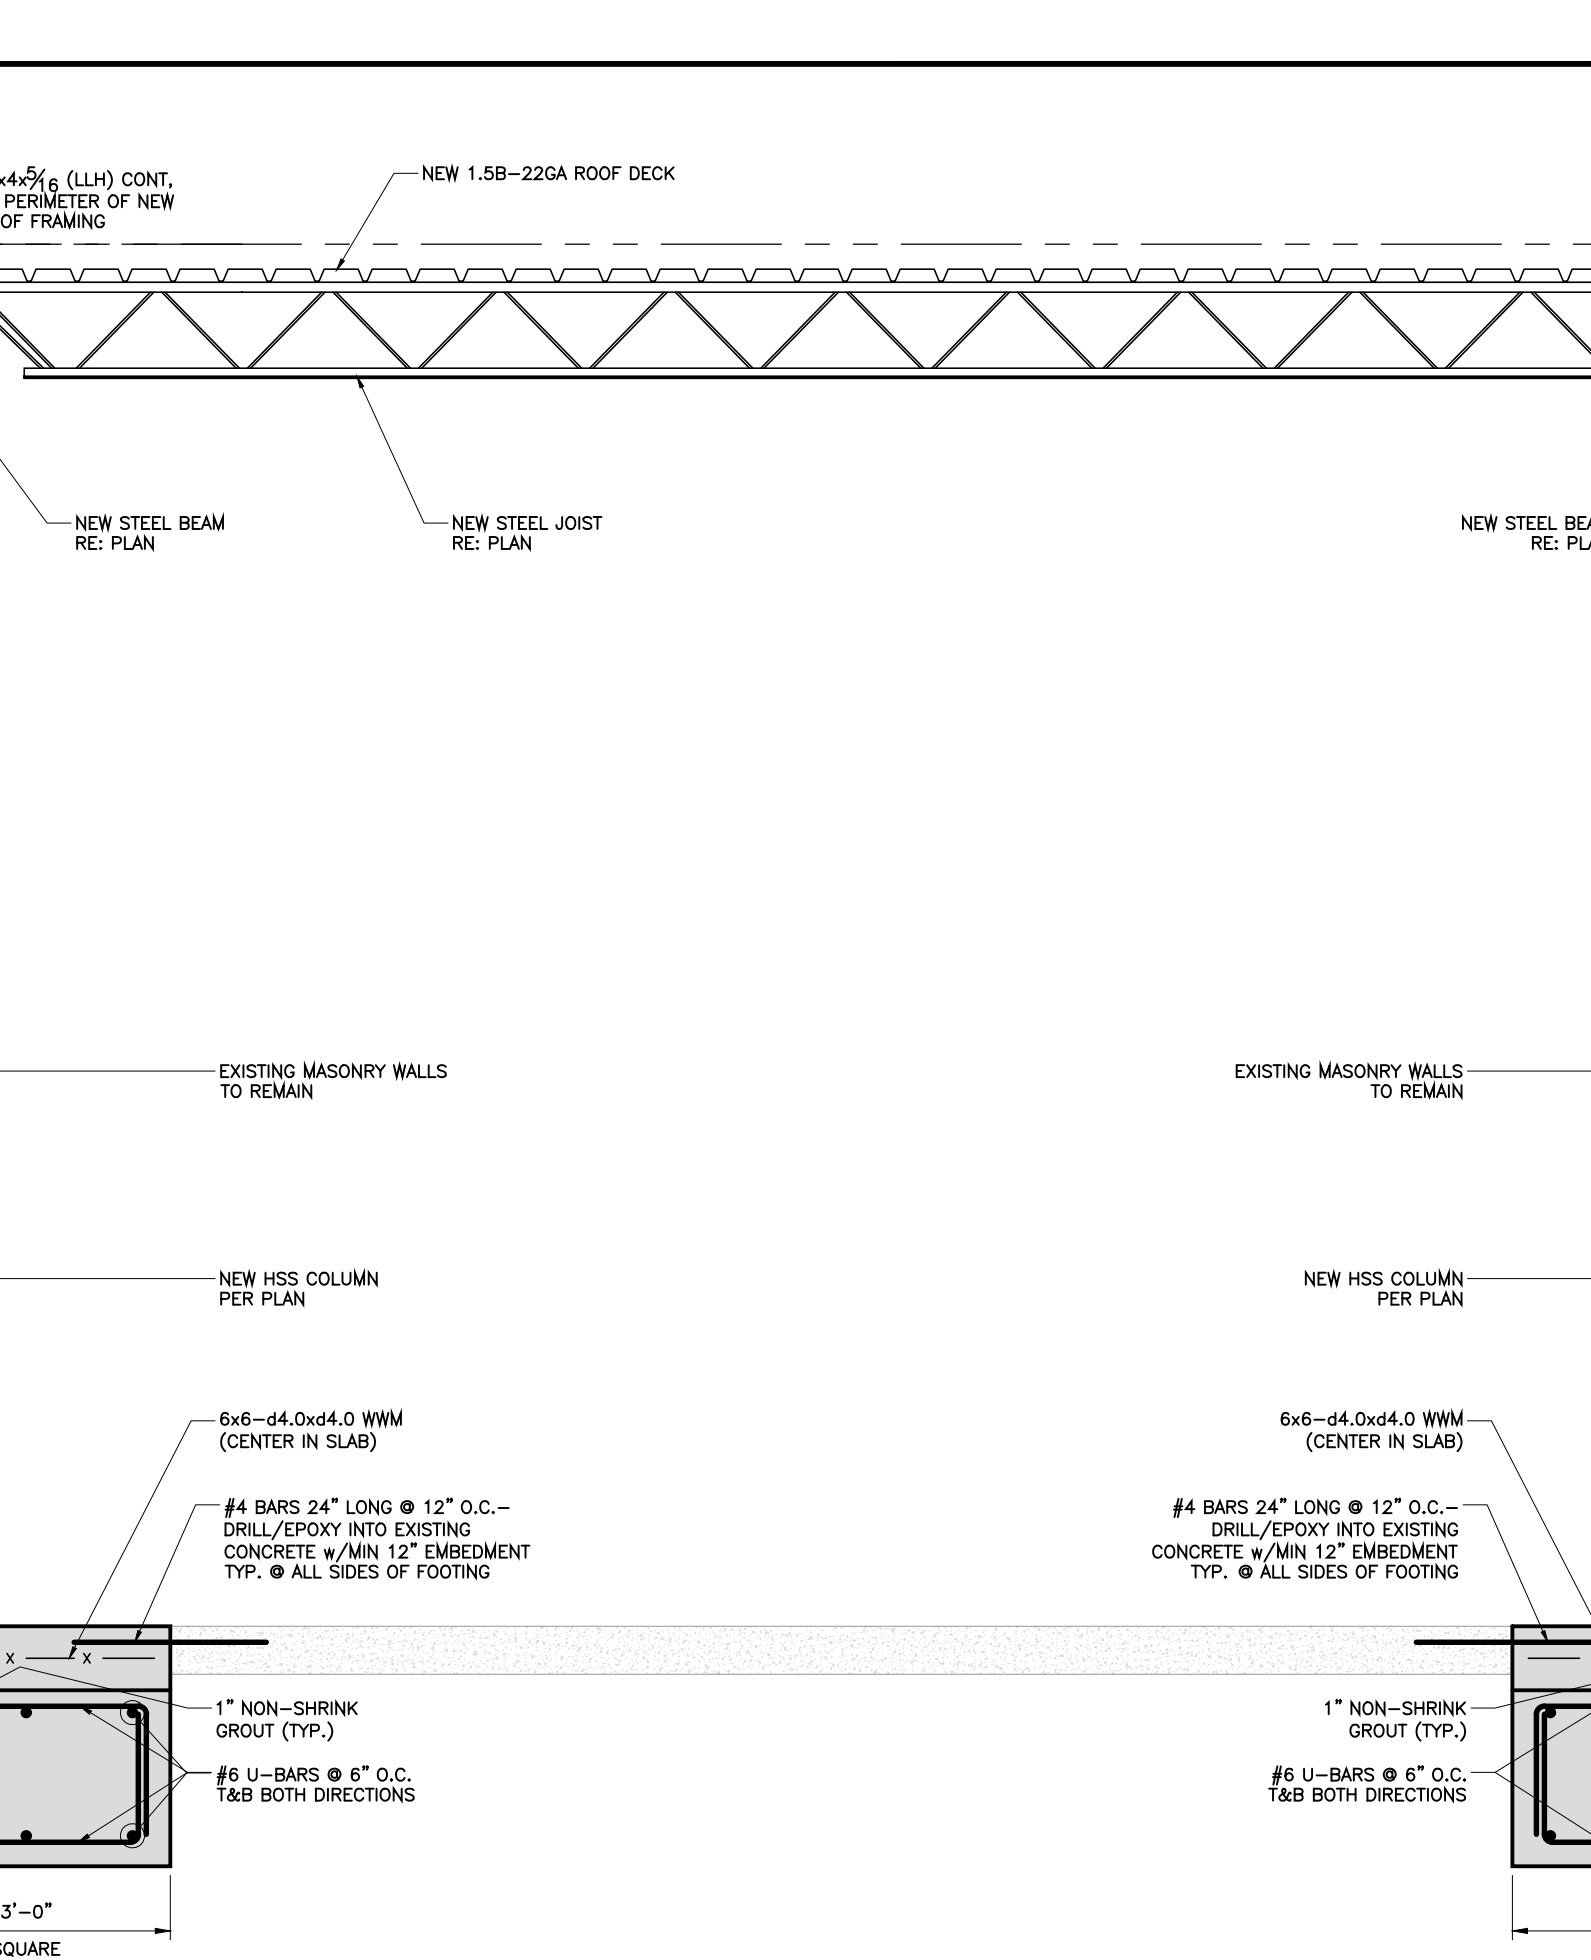 x4x5/16 (LLH) CONT,
PERIMETER OF NEW
OF FRAMING
NEW 1.5B-22GA ROOF DECK
NEW STEEL BEAM
RE: PLAN
NEW STEEL JOIST
RE: PLAN
NEW STEEL BEA
RE: PLA
EXISTING MASONRY WALLS
TO REMAIN
EXISTING MASONRY WALLS
TO REMAIN
NEW HSS COLUMN
PER PLAN
NEW HSS COLUMN
PER PLAN
6x6-d4.0xd4.0 WWM
(CENTER IN SLAB)
6x6-d4.0xd4.0 WWM
(CENTER IN SLAB)
#4 BARS 24" LONG @ 12" O.C.-
DRILL/EPOXY INTO EXISTING
CONCRETE w/MIN 12" EMBEDMENT
TYP. @ ALL SIDES OF FOOTING
#4 BARS 24" LONG @ 12" O.C.-
DRILL/EPOXY INTO EXISTING
CONCRETE w/MIN 12" EMBEDMENT
TYP. @ ALL SIDES OF FOOTING
X X
1" NON-SHRINK
GROUT (TYP.)
1" NON-SHRINK
GROUT (TYP.)
#6 U-BARS @ 6" O.C.
T&B BOTH DIRECTIONS
#6 U-BARS @ 6" O.C.
T&B BOTH DIRECTIONS
3'-0"
SQUARE